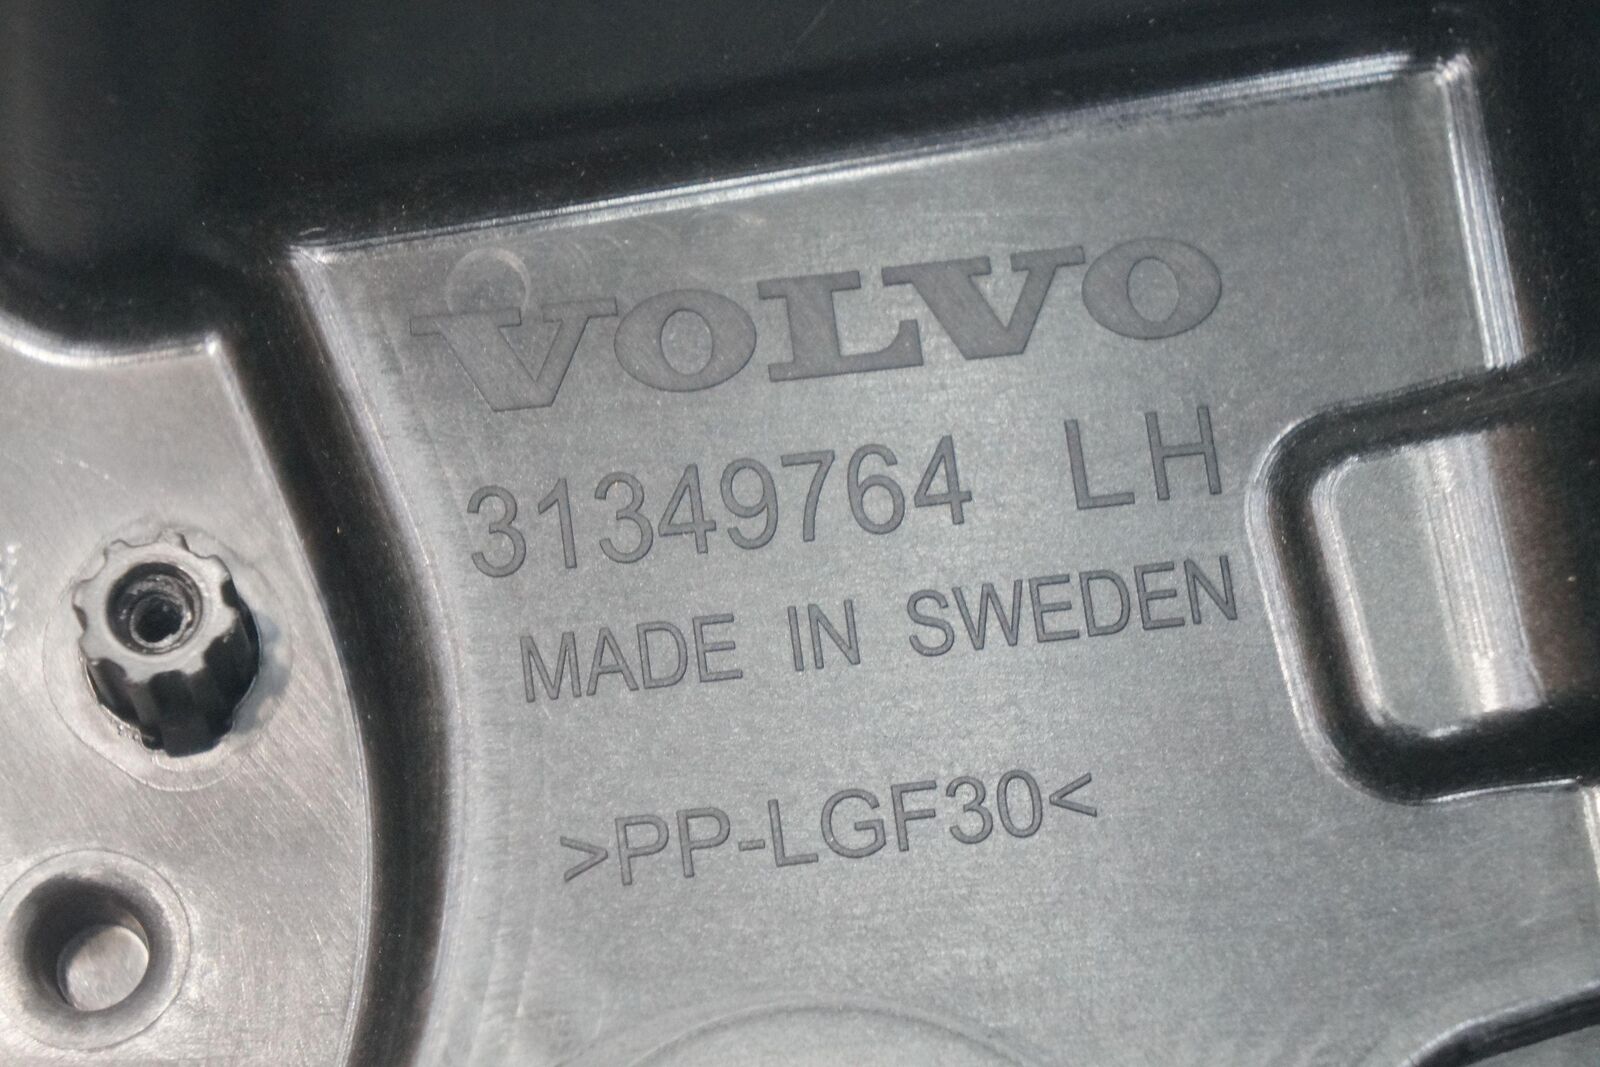 VOLVO
31349764 LH
MADE IN SWEDEN
>PP-LGF30<